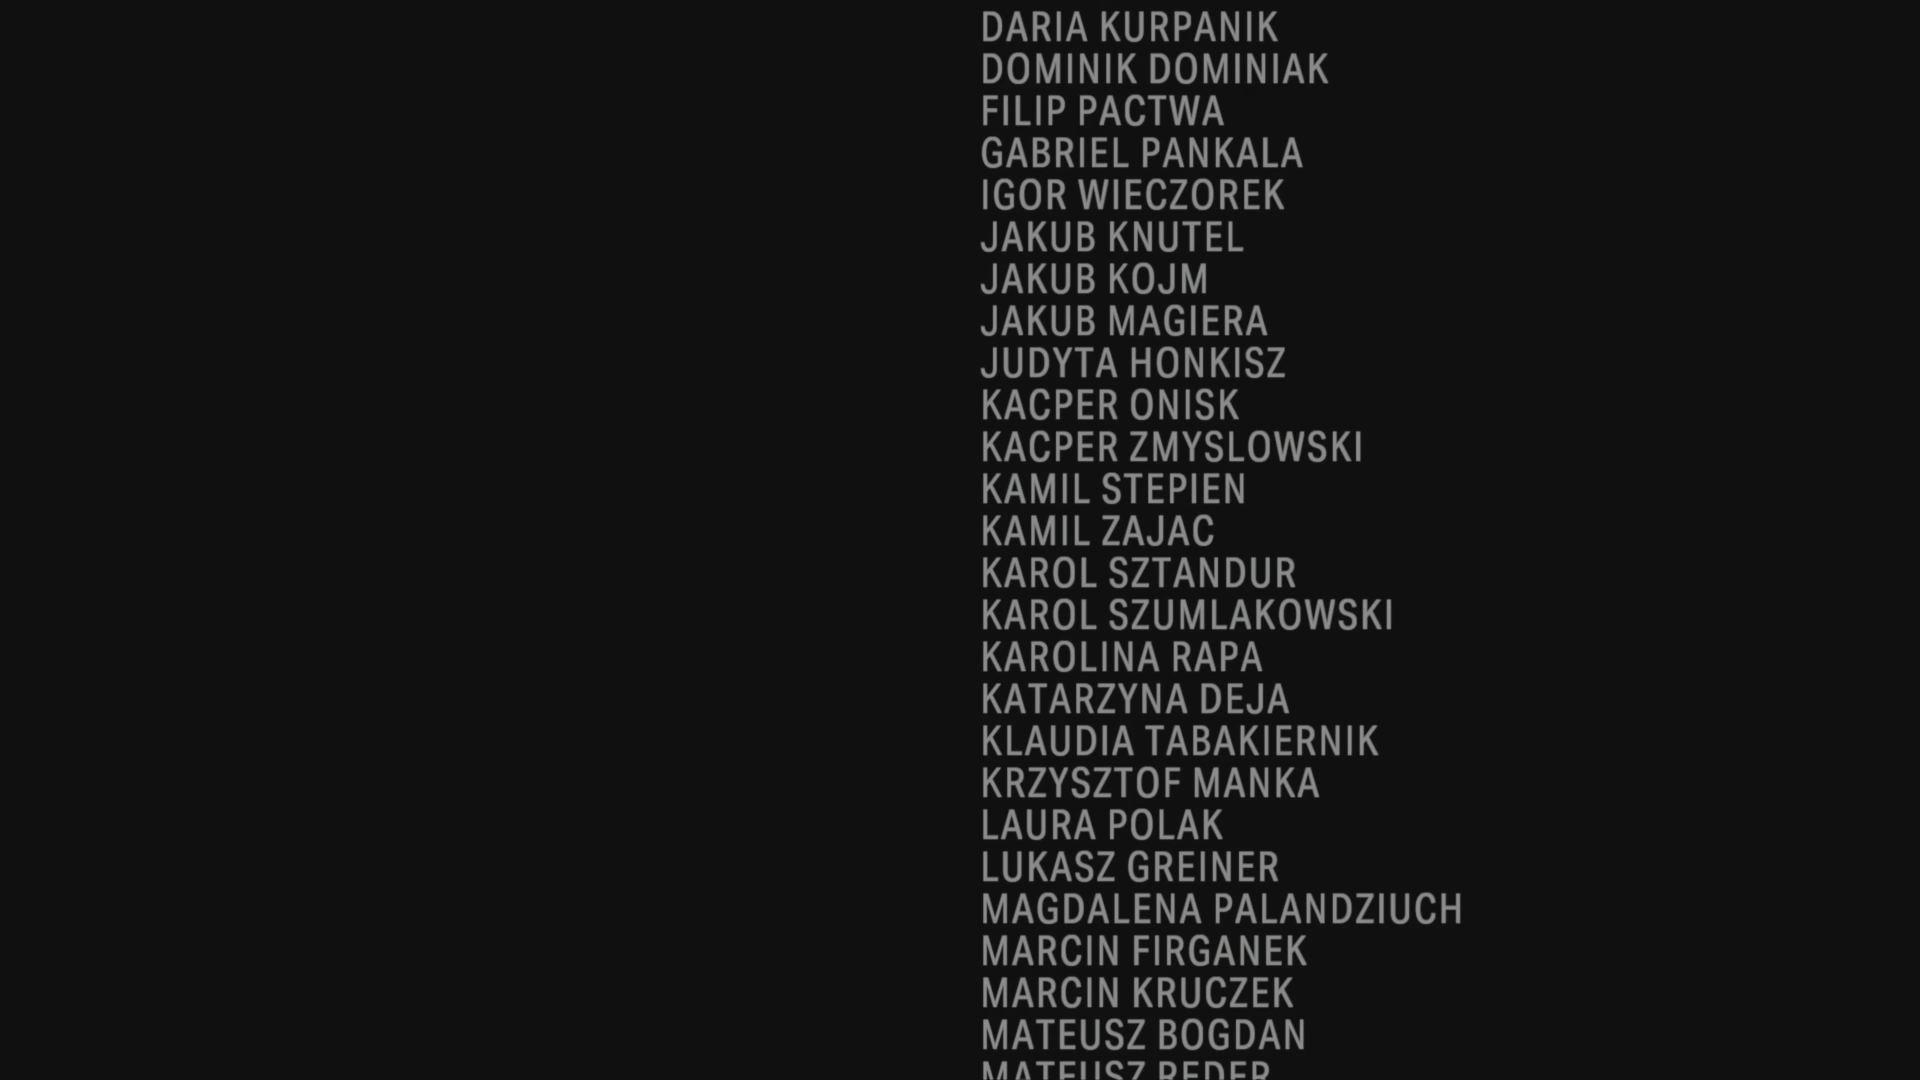 DARIA KURPANIK
DOMINIK DOMINIAK
FILIP PACTWA
GABRIEL PANKALA
IGOR WIECZOREK
JAKUB KNUTEL
JAKUB KOJM
JAKUB MAGIERA
JUDYTA HONKISZ
KACPER ONISK
KACPER ZMYSLOWSKI
KAMIL STEPIEN
KAMIL ZAJAC
KAROL SZTANDUR
KAROL SZUMLAKOWSKI
KAROLINA RAPA
KATARZYNA DEJA
KLAUDIA TABAKIERNIK
KRZYSZTOF MANKA
LAURA POLAK
LUKASZ GREINER
MAGDALENA PALANDZIUCH
MARCIN FIRGANEK
MARCIN KRUCZEK
MATEUSZ BOGDAN
MATEUSZ REDER